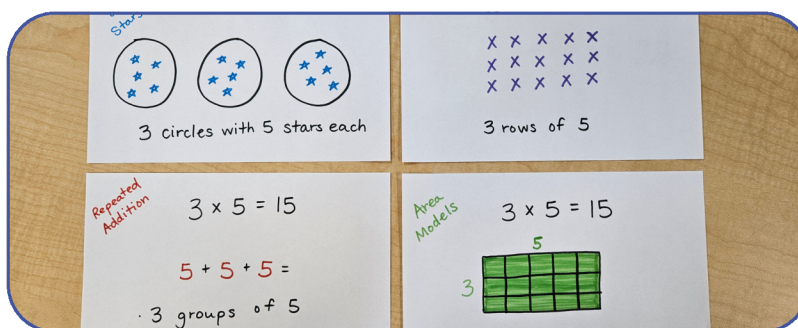 Stars
3 circles with 5 stars each
x x x x x
x x x x x
x x x x x
3 rows of 5
Repeated
Addition
3 x 5 = 15
5 + 5 + 5 =
3 groups of 5
Area
Models
3 x 5 = 15
5
3